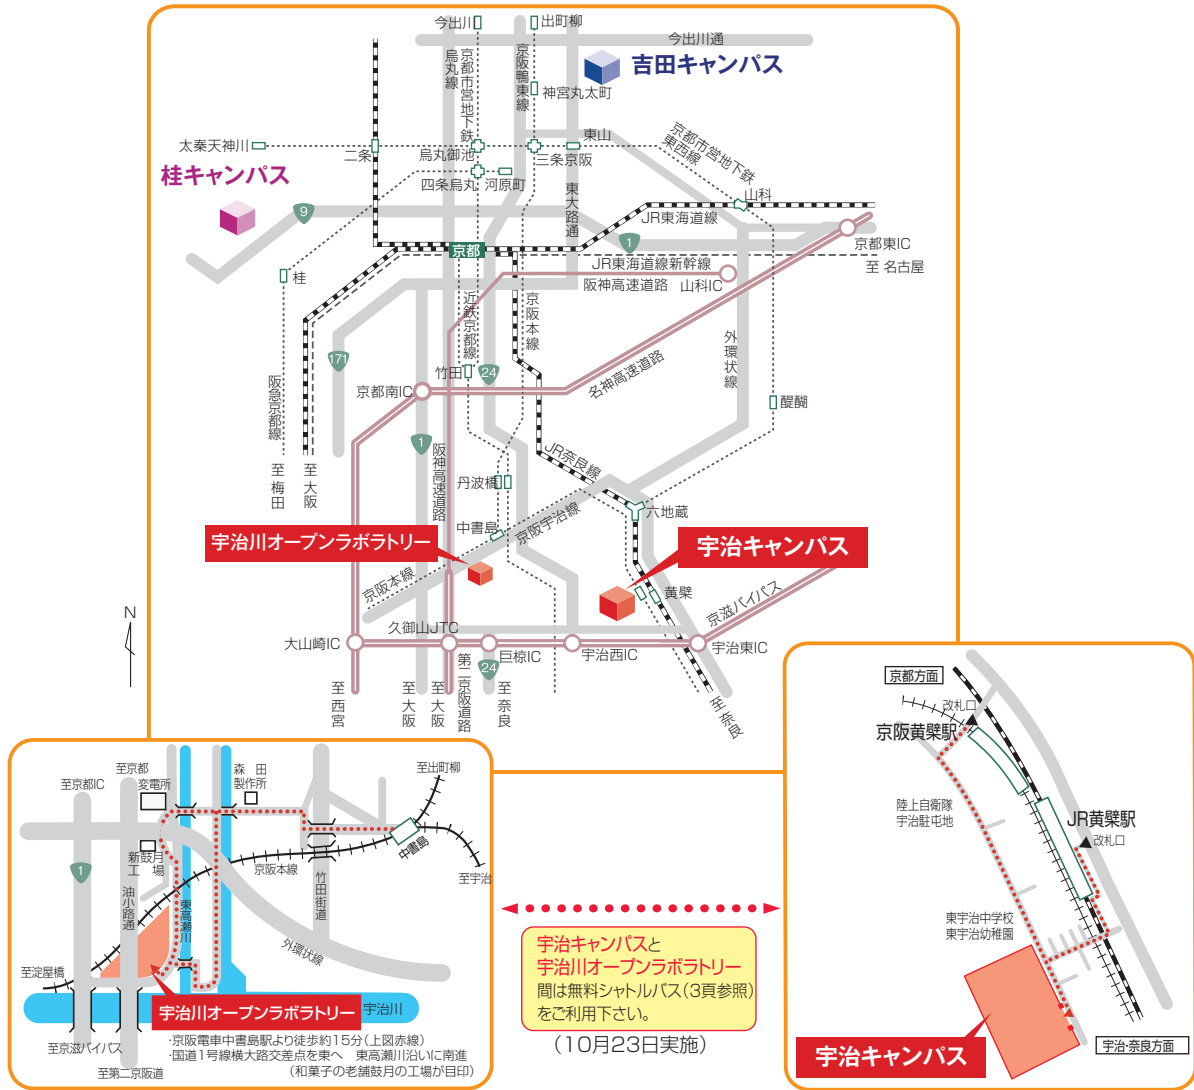 今出川
出町柳
今出川通
京都市営地下鉄
烏丸線
京阪鴨東線
吉田キャンパス
神宮丸太町
太秦天神川
二条
烏丸御池
三条京阪
東山
京都市営地下鉄
東西線
桂キャンパス
四条烏丸
河原町
東大路通
山科
9
JR東海道線
1
京都
京都東IC
至 名古屋
JR東海道線新幹線
阪神高速道路
山科IC
桂
近鉄京都線
京阪本線
外環状線
171
竹田
24
名神高速道路
京都南IC
阪急京都線
醍醐
1
阪神高速道路
JR奈良線
至梅田
至大阪
丹波橋
六地蔵
中書島
京阪宇治線
宇治川オープンラボラトリー
宇治キャンパス
京阪本線
黄檗
京滋バイパス
N
久御山JTC
大山崎IC
巨椋IC
宇治西IC
宇治東IC
24
至西宮
至大阪
至大阪
第二京阪道路
至奈良
至奈良
至京都IC
至京都
変電所
森田
製作所
至出町柳
中書島
新鼓月
工場
京阪本線
至宇治
1
油小路通
東高瀬川
竹田街道
外環状線
至淀屋橋
宇治川オープンラボラトリー
宇治川
至京滋バイパス
至第二京阪道
・京阪電車中書島駅より徒歩約15分(上図赤線)
・国道1号線横大路交差点を東へ 東高瀬川沿いに南進
(和菓子の老舗鼓月の工場が目印)
宇治キャンパスと
宇治川オープンラボラトリー
間は無料シャトルバス(3頁参照)
をご利用下さい。
(10月23日実施)
京都方面
改札口
京阪黄檗駅
陸上自衛隊
宇治駐屯地
JR黄檗駅
改札口
東宇治中学校
東宇治幼稚園
宇治キャンパス
宇治・奈良方面